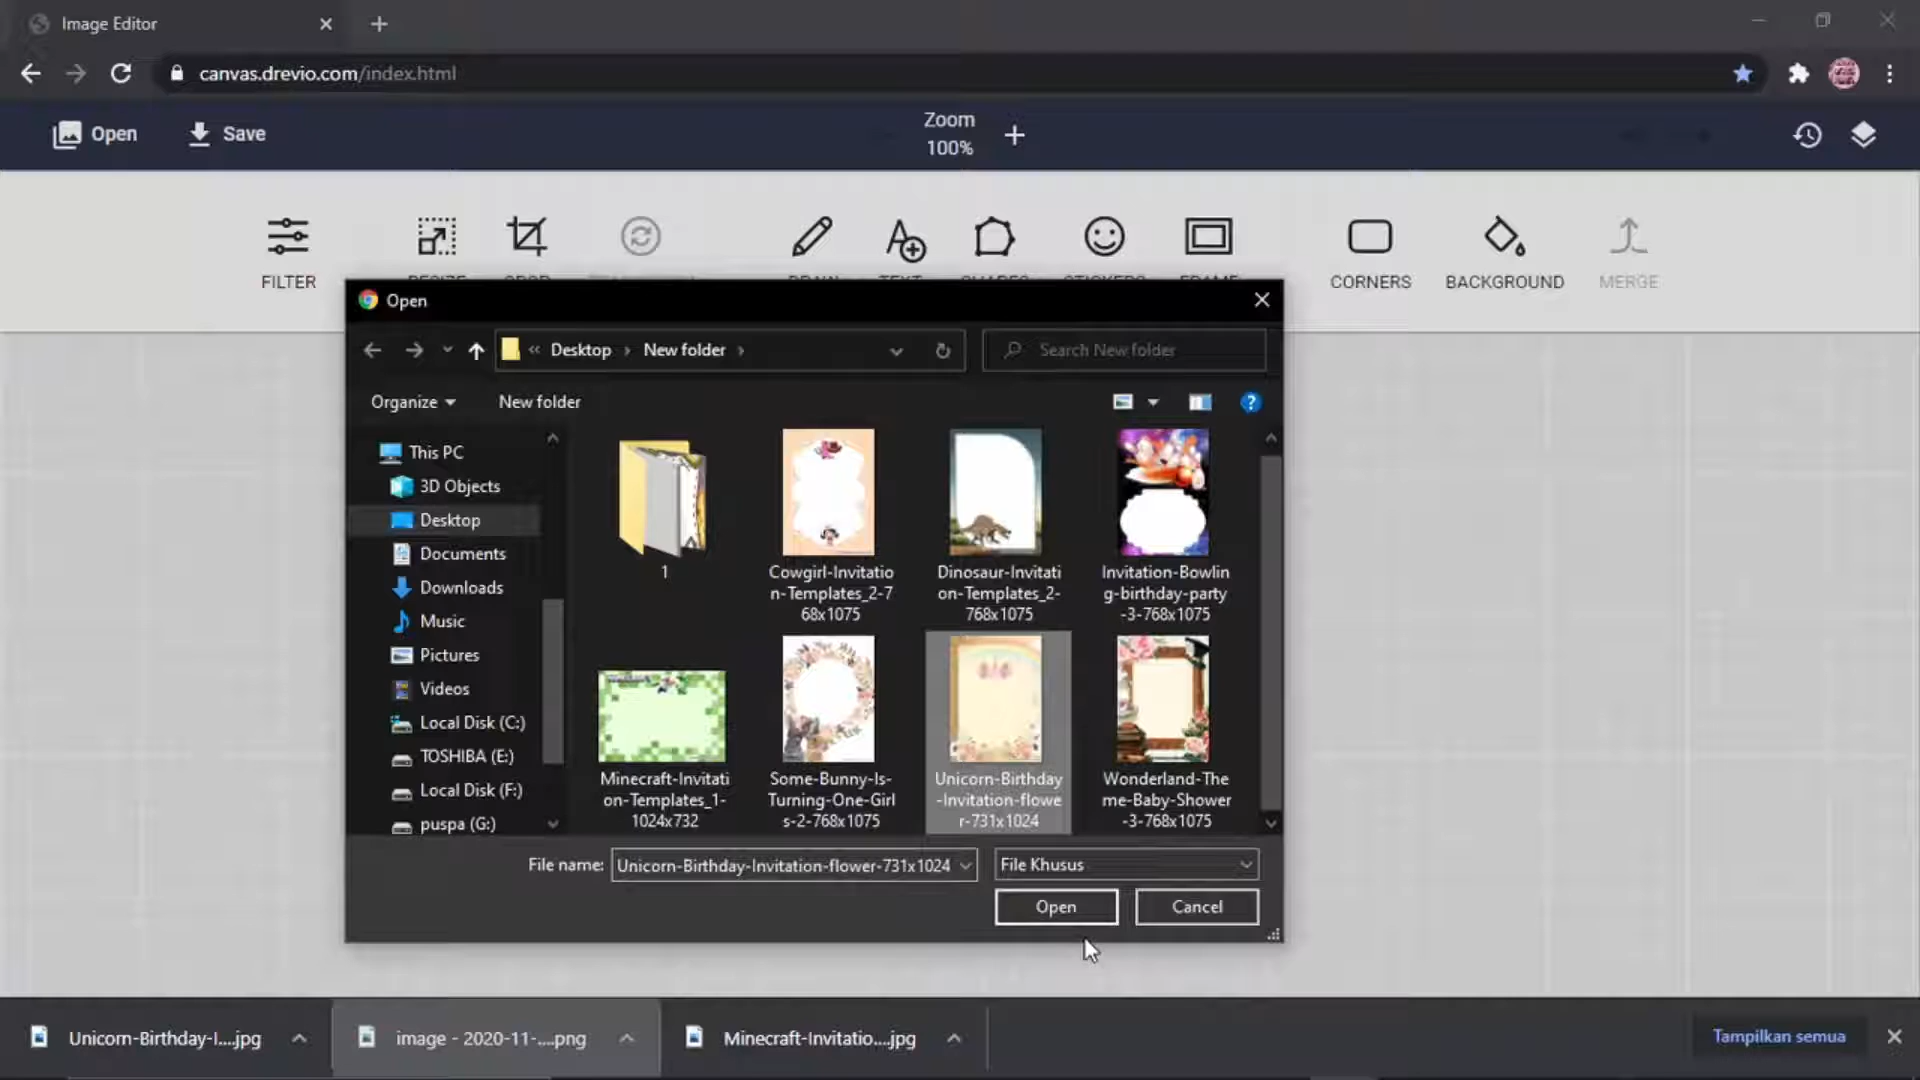 Image Editor
canvas.drevio.com/index.html
Open
Save
Zoom
100%
FILTER
CORNERS
BACKGROUND
MERGE
Open
Desktop
New folder
Search New folder
Organize
New folder
This PC
3D Objects
Desktop
Documents
Downloads
Music
Pictures
Videos
Local Disk (C:)
TOSHIBA (E:)
Local Disk (F:)
puspa (G:)
1
Cowgirl-Invitatio
n-Templates_2-7
68x1075
Dinosaur-Invitati
on-Templates_2-
768x1075
Invitation-Bowlin
g-birthday-party
-3-768x1075
Minecraft-Invitati
on-Templates_1-
1024x732
Some-Bunny-Is-
Turning-One-Girl
s-2-768x1075
Unicorn-Birthday
-Invitation-flowe
r-731x1024
Wonderland-The
me-Baby-Shower
-3-768x1075
File name:
Unicorn-Birthday-Invitation-flower-731x1024
File Khusus
Open
Cancel
Unicorn-Birthday-I....jpg
image - 2020-11-....png
Minecraft-Invitatio....jpg
Tampilkan semua